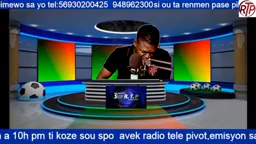 imewo sa yo tel:56930200425 948962300si ou ta renmen pase pi
RTP
a 10h pm ti koze sou spo avek radio tele pivot,emisyon sa